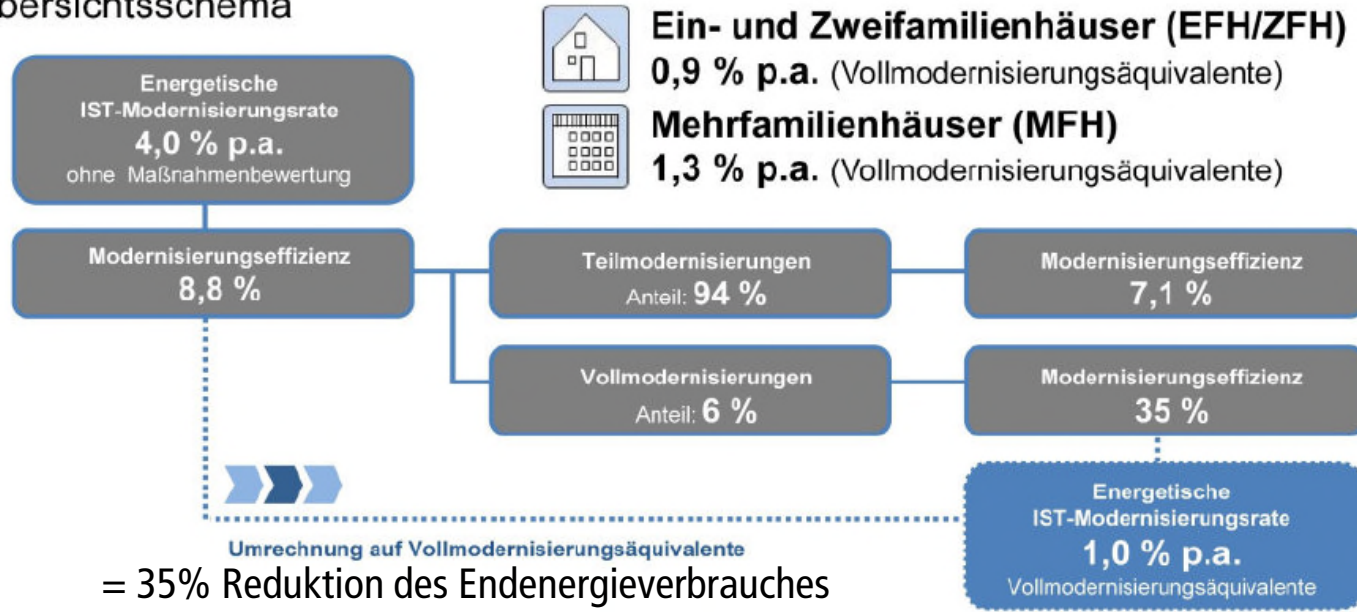 bersichtsschema
Ein- und Zweifamilienhäuser (EFH/ZFH)
0,9 % p.a. (Vollmodernisierungsäquivalente)
Mehrfamilienhäuser (MFH)
1,3 % p.a. (Vollmodernisierungsäquivalente)
Energetische
IST-Modernisierungsrate
4,0 % p.a.
ohne Maßnahmenbewertung
Modernisierungseffizienz
8,8 %
Teilmodernisierungen
Anteil: 94 %
Modernisierungseffizienz
7,1 %
Vollmodernisierungen
Anteil: 6 %
Modernisierungseffizienz
35 %
Energetische
IST-Modernisierungsrate
1,0 % p.a.
Vollmodernisierungsäquivalente
Umrechnung auf Vollmodernisierungsäquivalente
= 35% Reduktion des Endenergieverbrauches